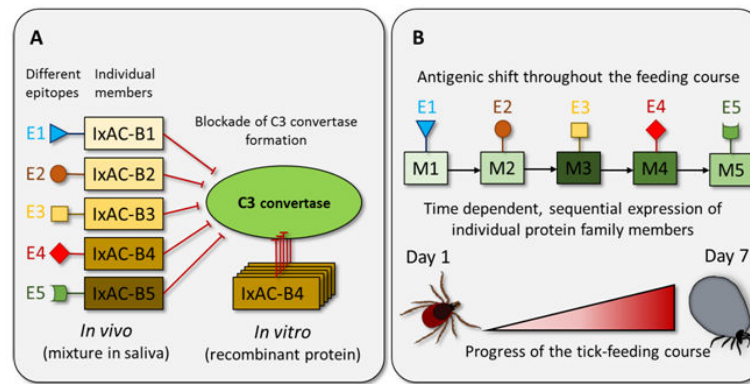 A
Different
epitopes
Individual
members
E1
IxAC-B1
E2
IxAC-B2
E3
IxAC-B3
E4
IxAC-B4
E5
IxAC-B5
In vivo
(mixture in saliva)
Blockade of C3 convertase
formation
C3 convertase
IxAC-B4
In vitro
(recombinant protein)
B
Antigenic shift throughout the feeding course
E1 E2 E3 E4 E5
M1 M2 M3 M4 M5
Time dependent, sequential expression of
individual protein family members
Day 1
Day 7
Progress of the tick-feeding course